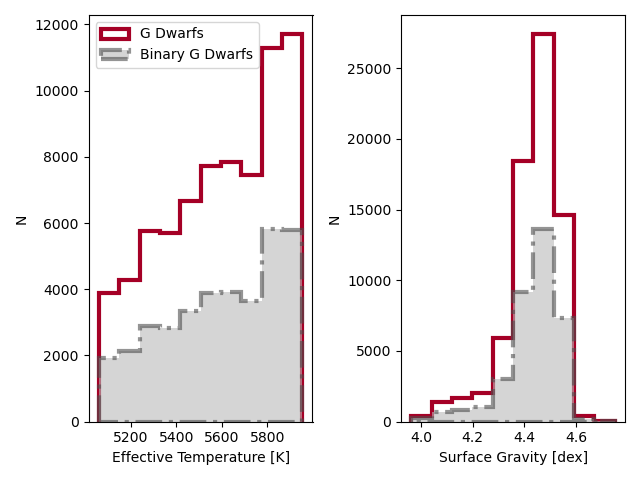 12000
10000
8000
6000
4000
2000
0
N
G Dwarfs
Binary G Dwarfs
5200 5400 5600 5800
Effective Temperature [K]
25000
20000
15000
10000
5000
0
N
4.0 4.2 4.4 4.6
Surface Gravity [dex]